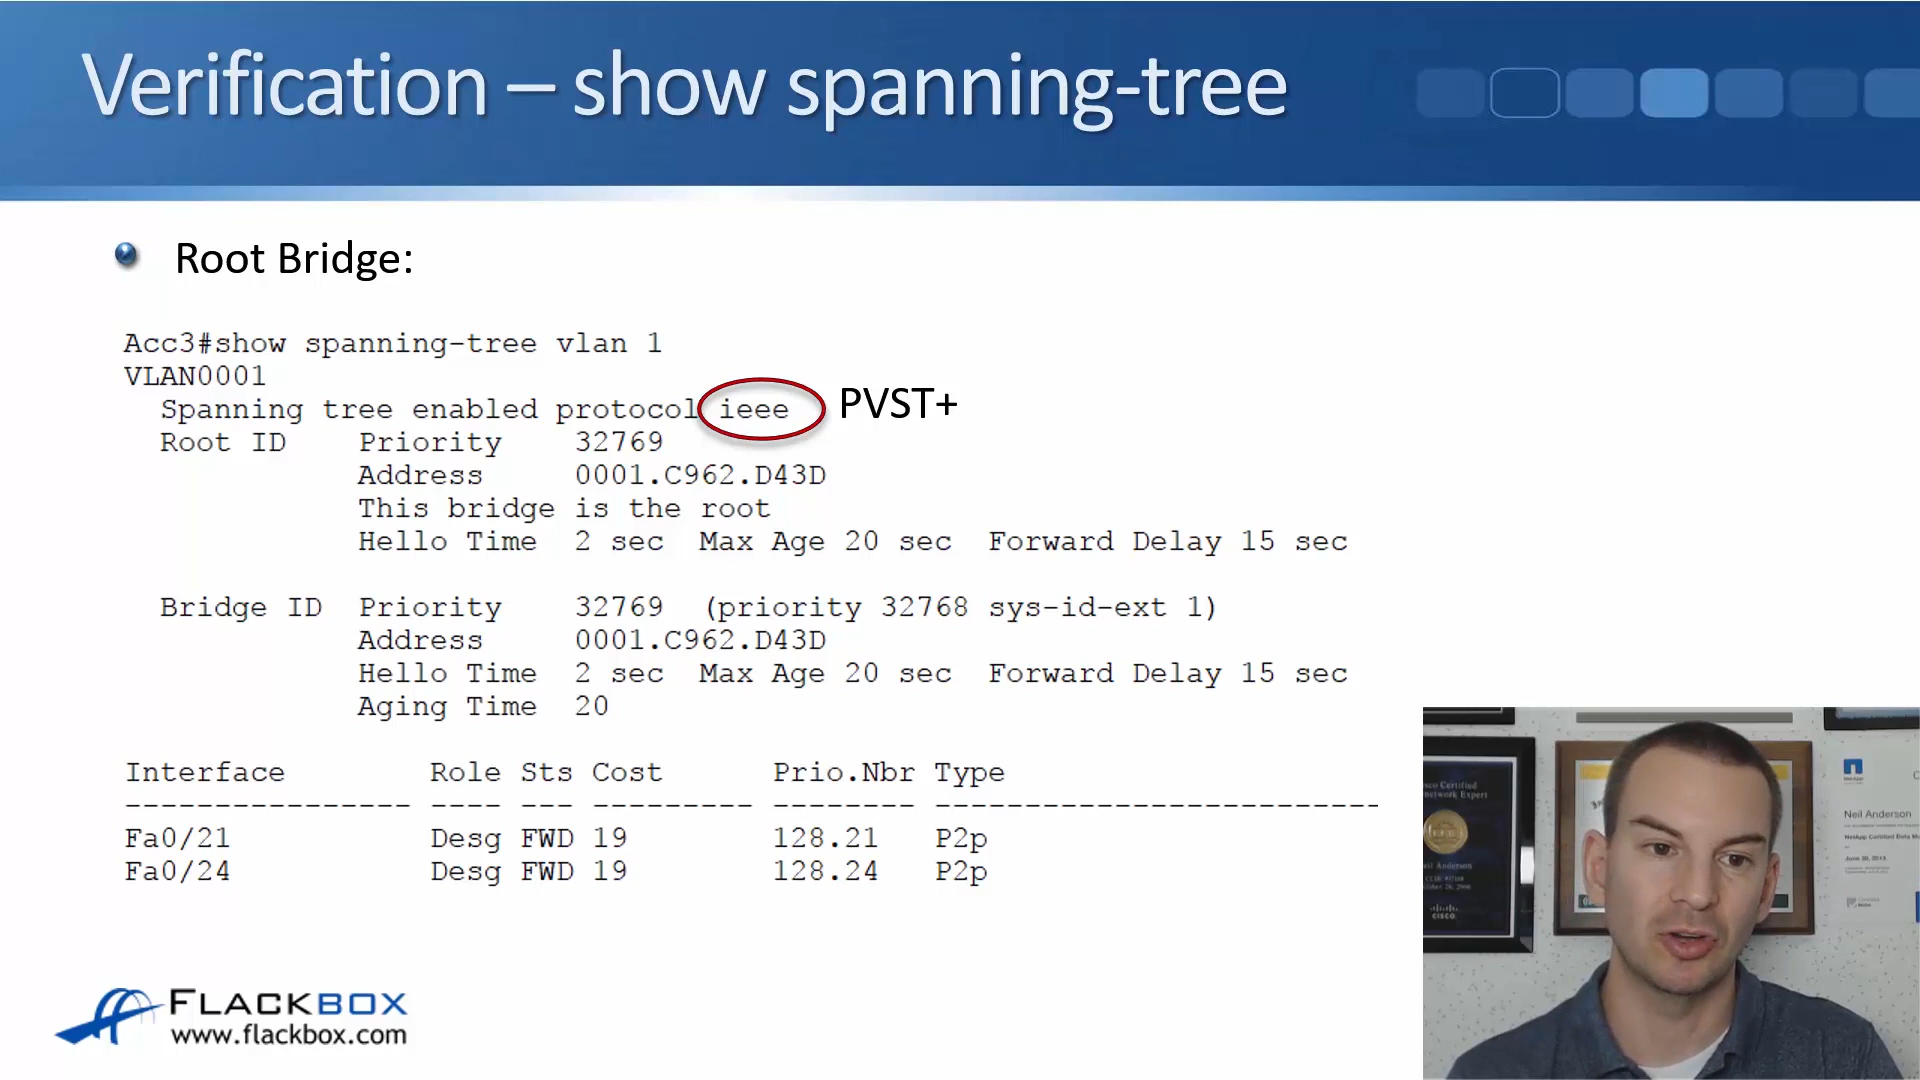 Verification – show spanning-tree
Root Bridge:
Acc3#show spanning-tree vlan 1
VLAN0001
Spanning tree enabled protocol ieee
PVST+
Root ID Priority 32769
Address 0001.C962.D43D
This bridge is the root
Hello Time 2 sec Max Age 20 sec Forward Delay 15 sec
Bridge ID Priority 32769 (priority 32768 sys-id-ext 1)
Address 0001.C962.D43D
Hello Time 2 sec Max Age 20 sec Forward Delay 15 sec
Aging Time 20
Interface Role Sts Cost Prio.Nbr Type
---------------- ---- --- --------- -------- --------------------------------
Fa0/21 Desg FWD 19 128.21 P2p
Fa0/24 Desg FWD 19 128.24 P2p
FLACKBOX
www.flackbox.com
Neil Anderson
CISCO